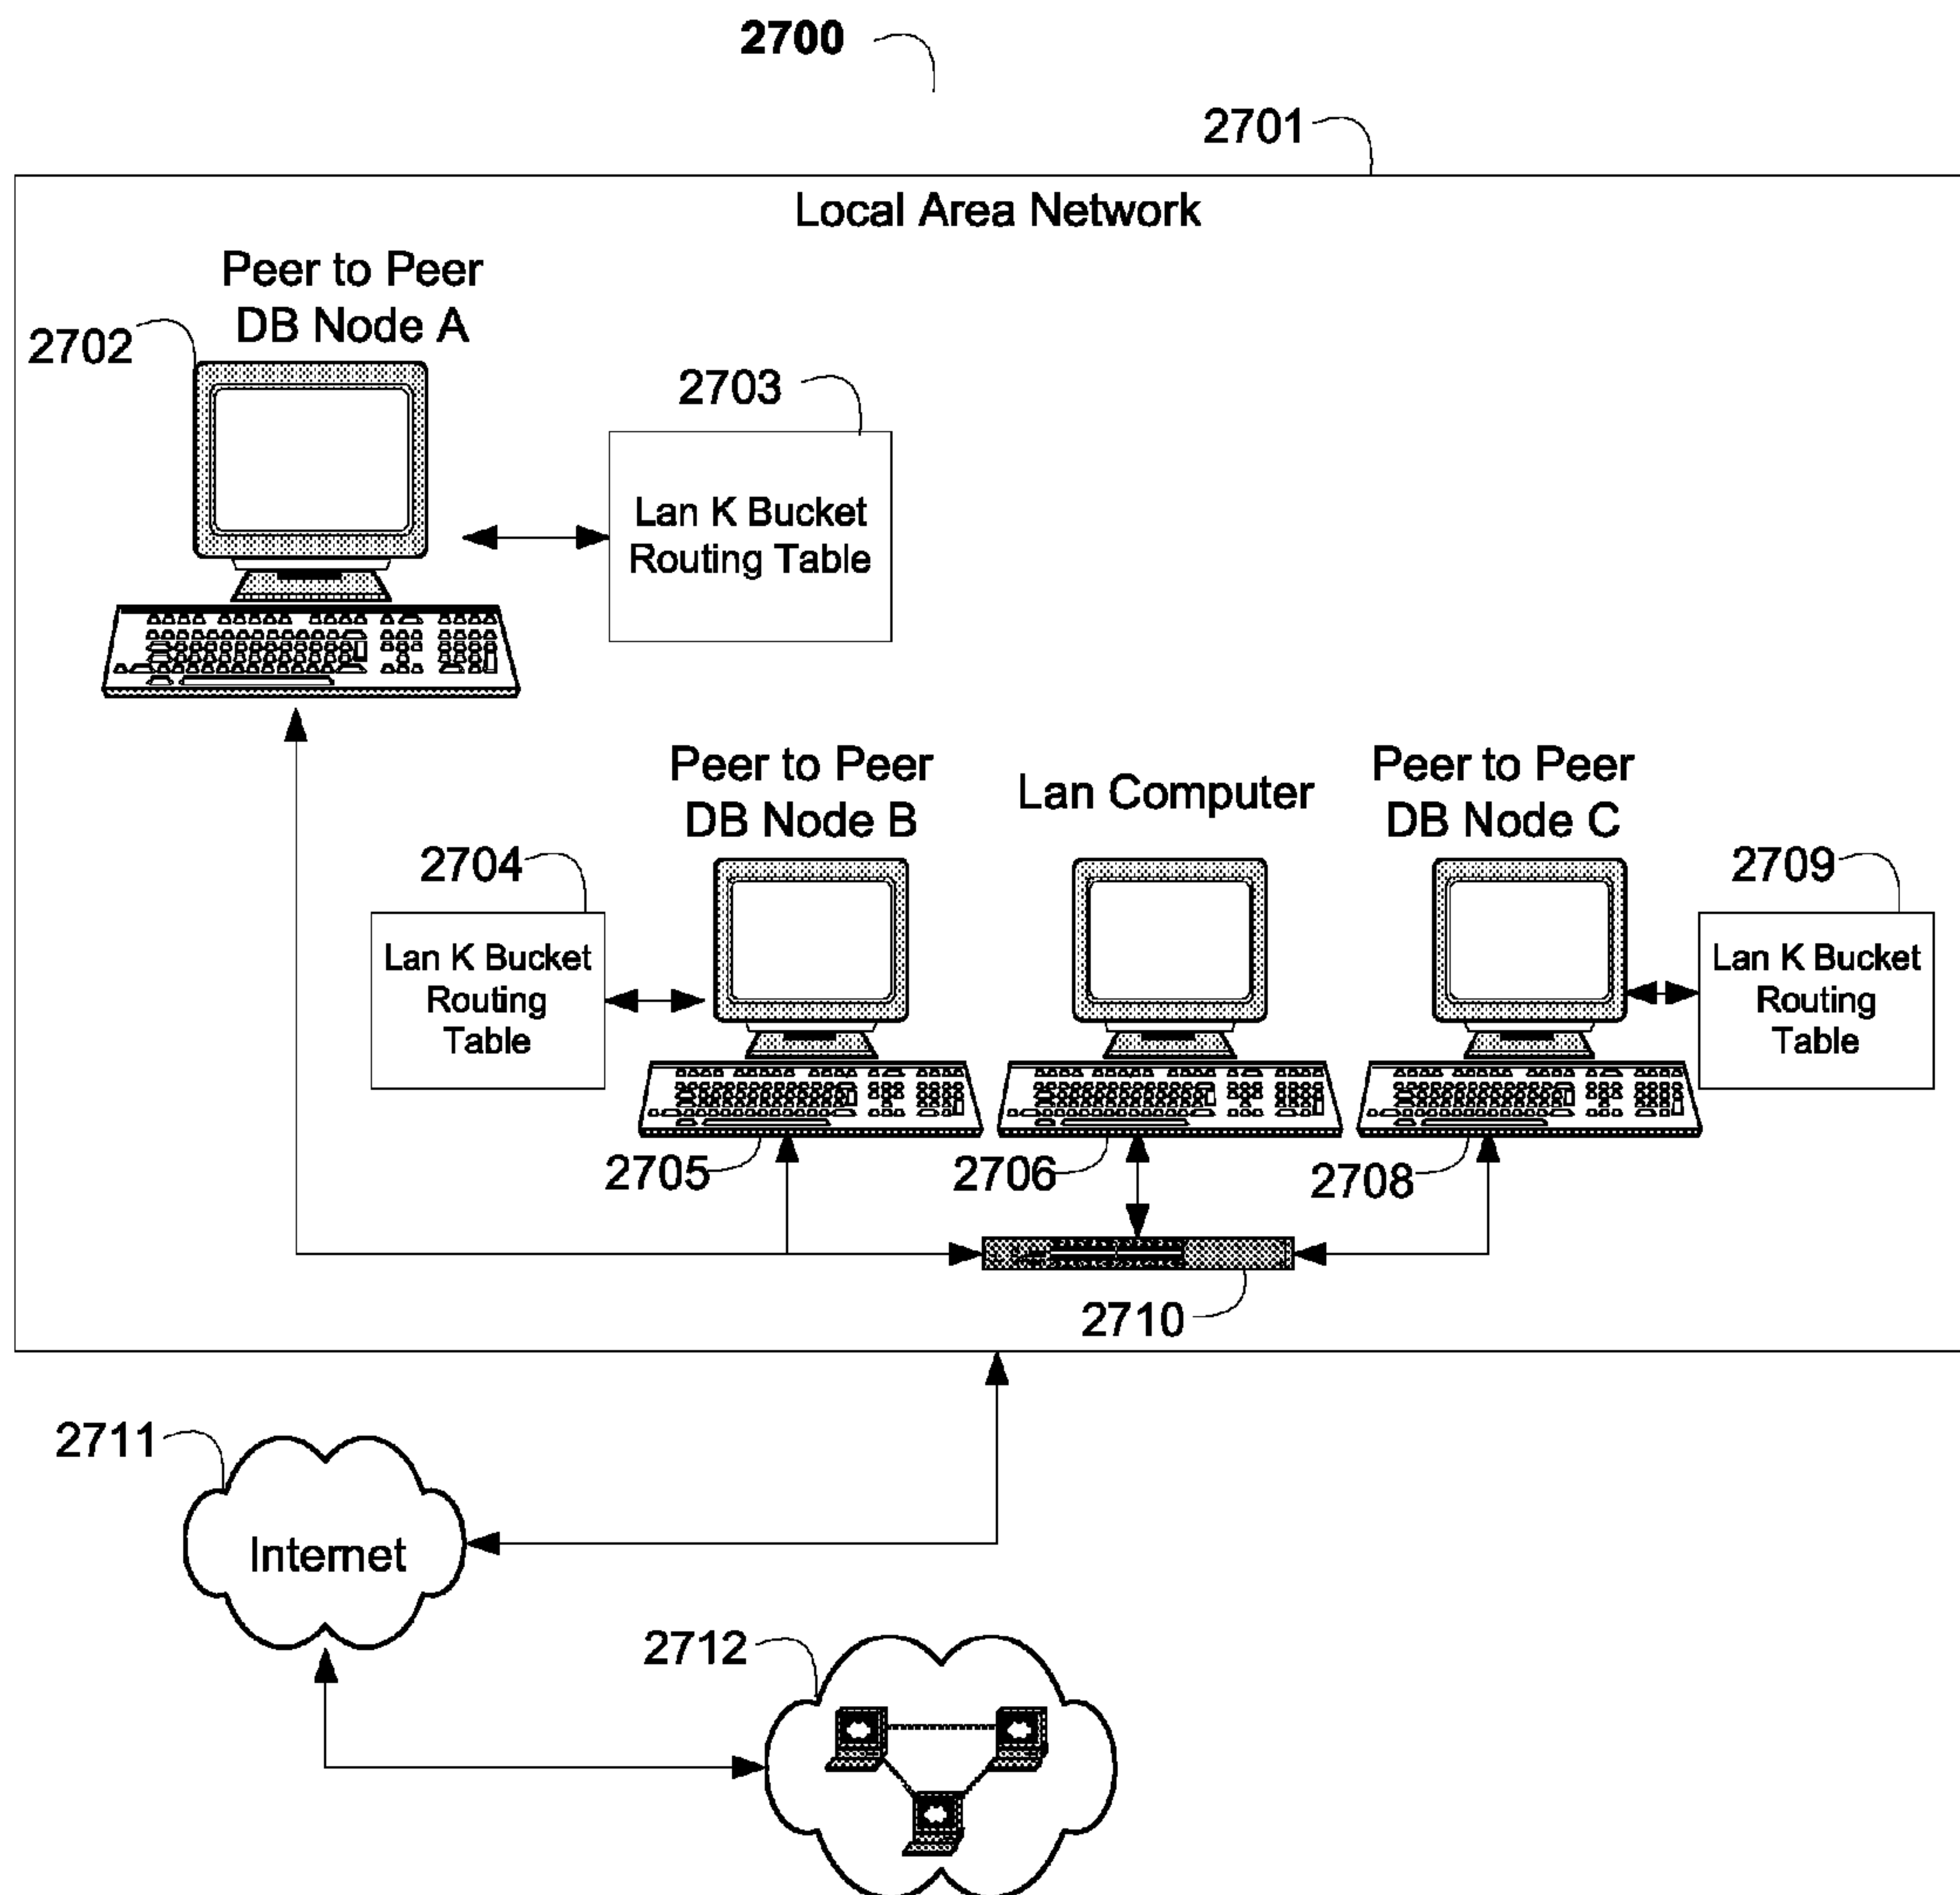 2700
2701
Local Area Network
Peer to Peer
DB Node A
2702
2703
Lan K Bucket
Routing Table
Peer to Peer
DB Node B
Lan Computer
Peer to Peer
DB Node C
2704
2709
Lan K Bucket
Routing
Table
Lan K Bucket
Routing
Table
2705
2706
2708
2710
2711
Internet
2712